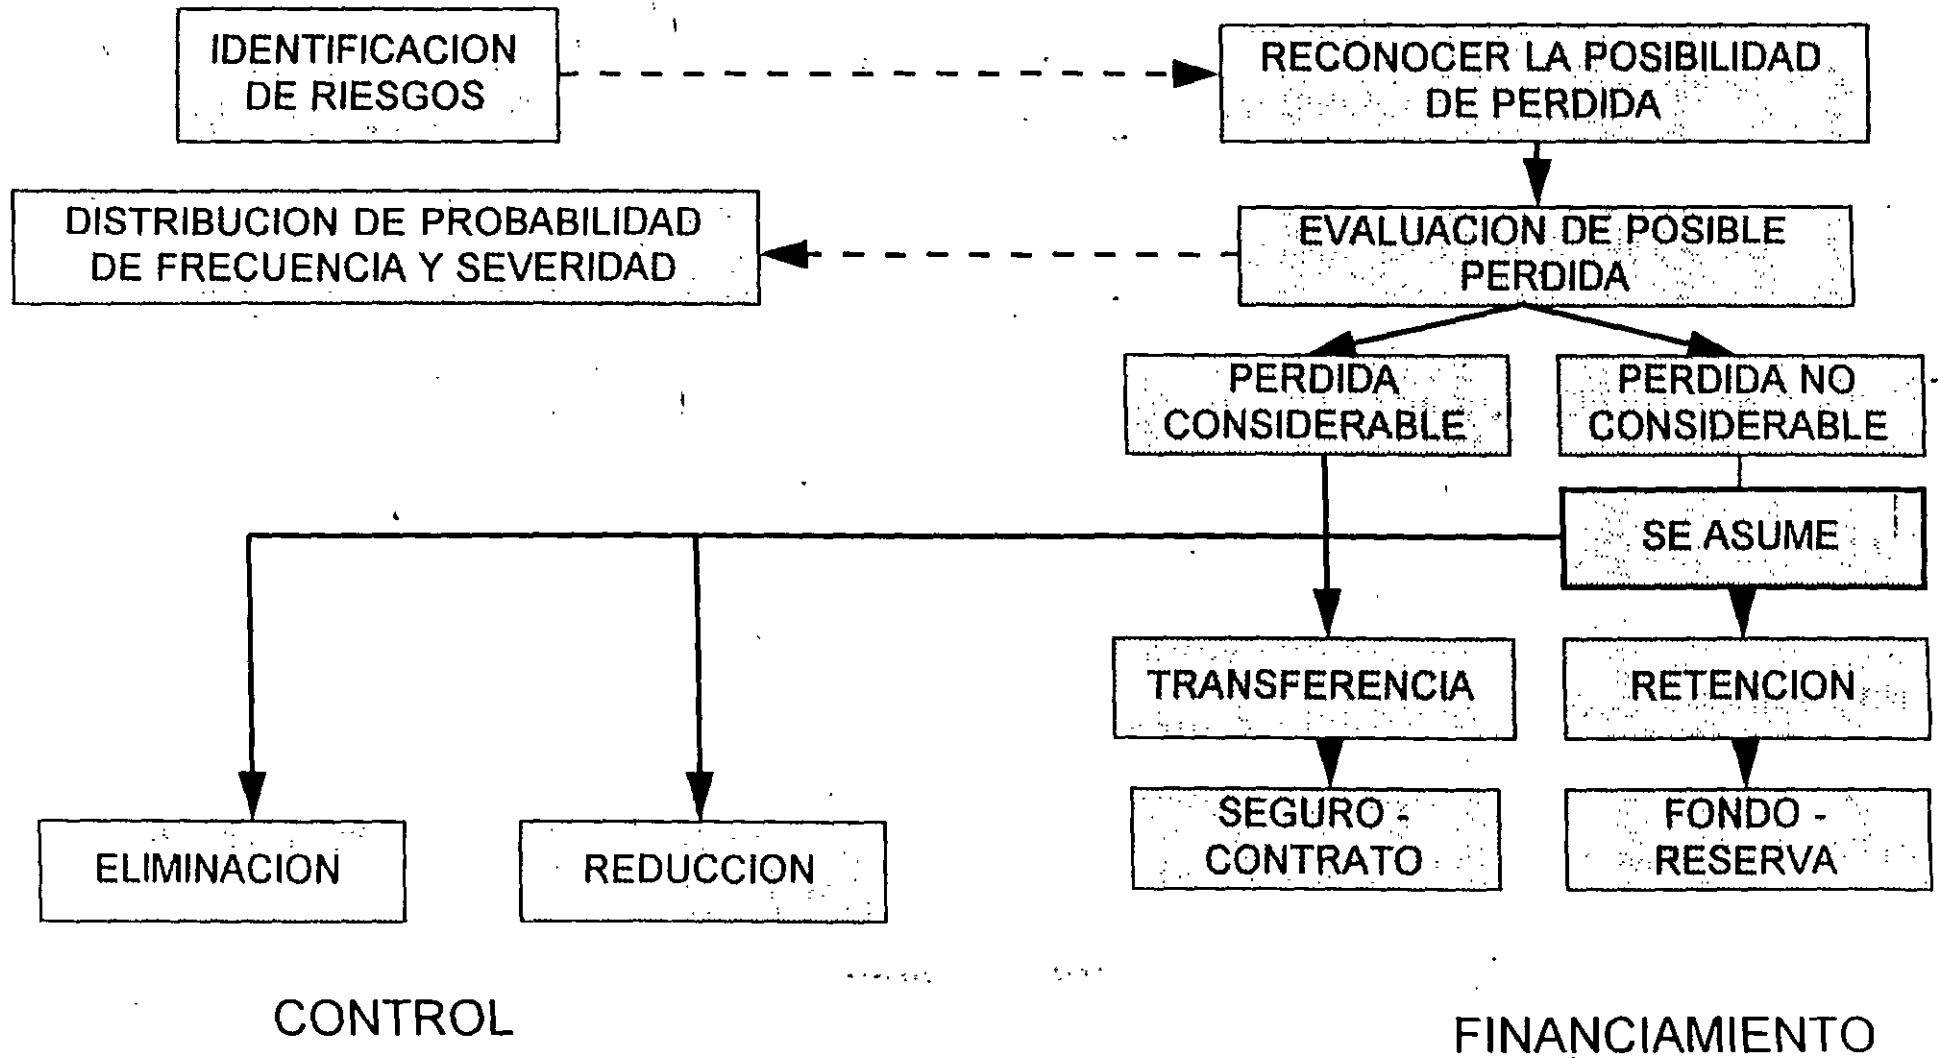 IDENTIFICACION
DE RIESGOS
RECONOCER LA POSIBILIDAD
DE PERDIDA
DISTRIBUCION DE PROBABILIDAD
DE FRECUENCIA Y SEVERIDAD
EVALUACION DE POSIBLE
PERDIDA
PERDIDA
CONSIDERABLE
PERDIDA NO
CONSIDERABLE
SE ASUME
TRANSFERENCIA
RETENCION
ELIMINACION
REDUCCION
SEGURO -
CONTRATO
FONDO -
RESERVA
CONTROL
FINANCIAMIENTO